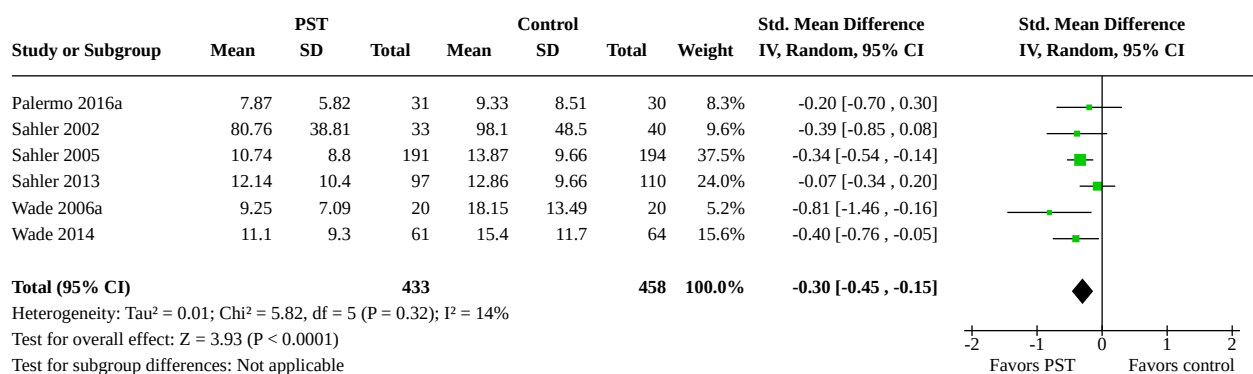 PST Control Std. Mean Difference Std. Mean Difference
Study or Subgroup Mean SD Total Mean SD Total Weight IV, Random, 95% CI IV, Random, 95% CI
Palermo 2016a 7.87 5.82 31 9.33 8.51 30 8.3% -0.20 [-0.70 , 0.30]
Sahler 2002 80.76 38.81 33 98.1 48.5 40 9.6% -0.39 [-0.85 , 0.08]
Sahler 2005 10.74 8.8 191 13.87 9.66 194 37.5% -0.34 [-0.54 , -0.14]
Sahler 2013 12.14 10.4 97 12.86 9.66 110 24.0% -0.07 [-0.34 , 0.20]
Wade 2006a 9.25 7.09 20 18.15 13.49 20 5.2% -0.81 [-1.46 , -0.16]
Wade 2014 11.1 9.3 61 15.4 11.7 64 15.6% -0.40 [-0.76 , -0.05]
Total (95% CI) 433 458 100.0% -0.30 [-0.45 , -0.15]
Heterogeneity: Tau² = 0.01; Chi² = 5.82, df = 5 (P = 0.32); I² = 14%
Test for overall effect: Z = 3.93 (P < 0.0001)
-2 -1 0 1 2
Test for subgroup differences: Not applicable
Favors PST Favors control